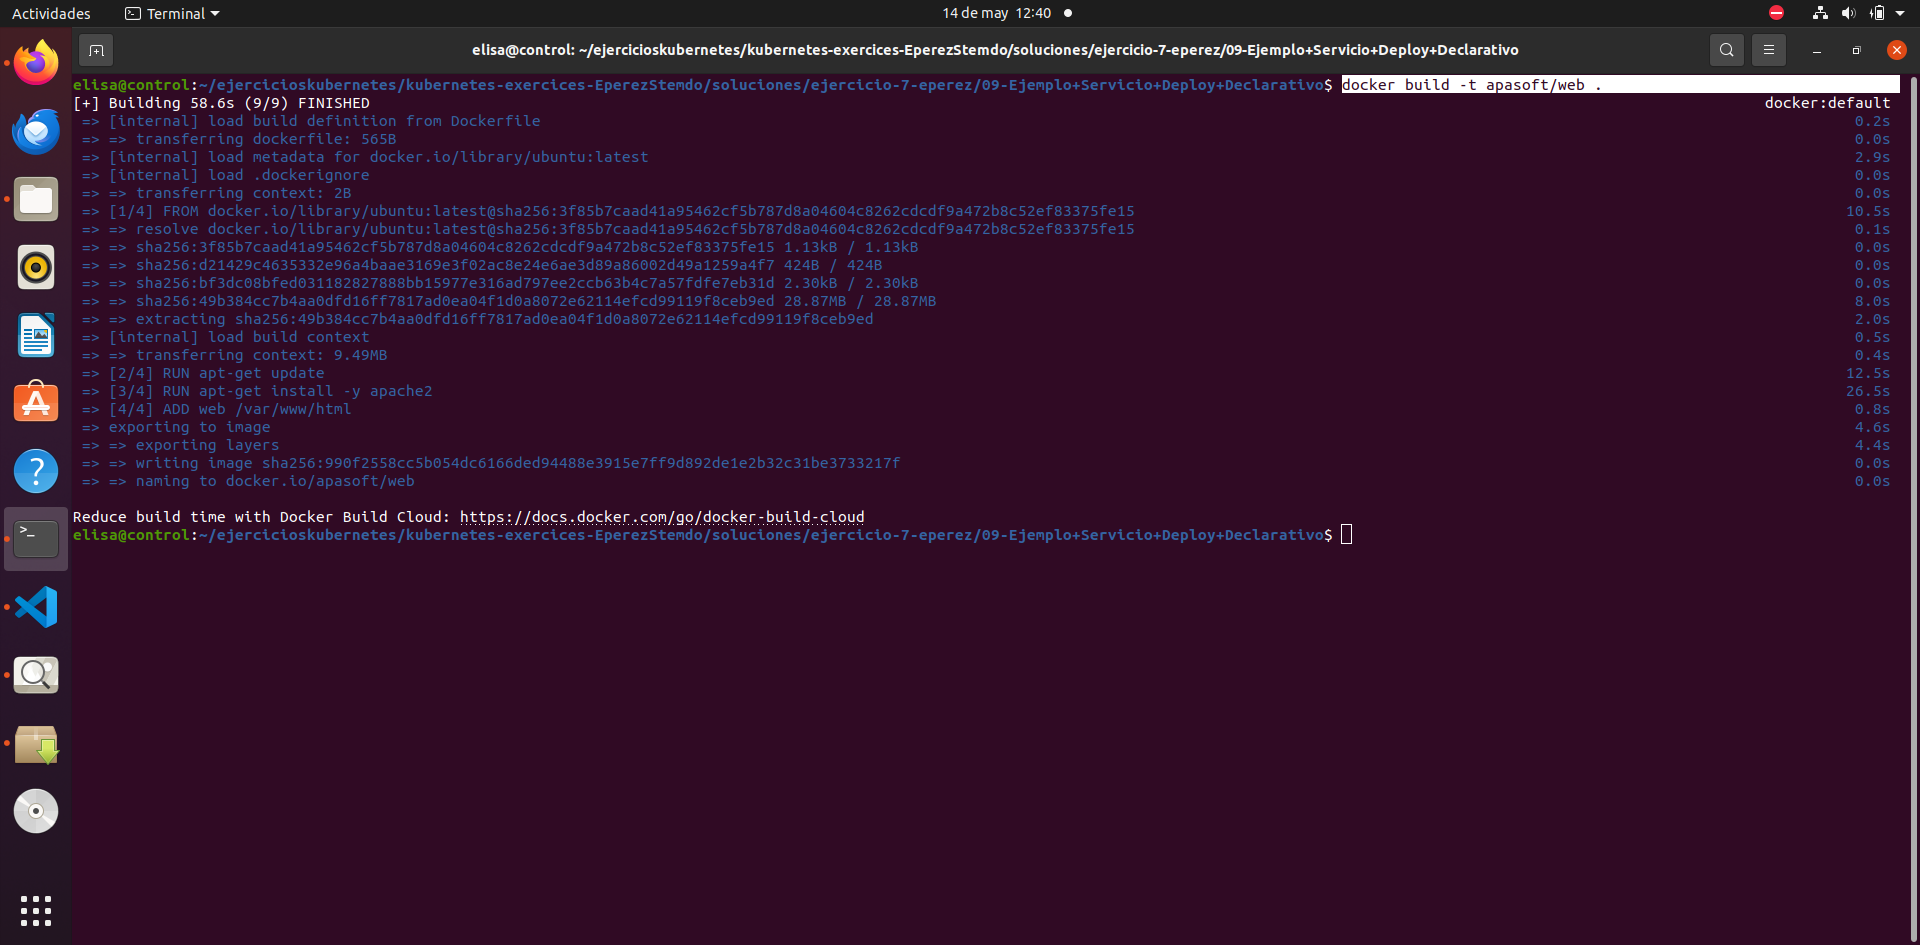 Actividades
Terminal
14 de may 12:40
elisa@control: ~/ejercicioskubernetes/kubernetes-exercices-EperezStemdo/soluciones/ejercicio-7-eperez/09-Ejemplo+Servicio+Deploy+Declarativo
elisa@control:~/ejercicioskubernetes/kubernetes-exercices-EperezStemdo/soluciones/ejercicio-7-eperez/09-Ejemplo+Servicio+Deploy+Declarativo$ docker build -t apasoft/web .
[+] Building 58.6s (9/9) FINISHED docker:default
=> [internal] load build definition from Dockerfile 0.2s
=> => transferring dockerfile: 565B 0.0s
=> [internal] load metadata for docker.io/library/ubuntu:latest 2.9s
=> [internal] load .dockerignore 0.0s
=> => transferring context: 2B 0.0s
=> [1/4] FROM docker.io/library/ubuntu:latest@sha256:3f85b7caad41a95462cf5b787d8a04604c8262cdcdf9a472b8c52ef83375fe15 10.5s
=> => resolve docker.io/library/ubuntu:latest@sha256:3f85b7caad41a95462cf5b787d8a04604c8262cdcdf9a472b8c52ef83375fe15 0.1s
=> => sha256:3f85b7caad41a95462cf5b787d8a04604c8262cdcdf9a472b8c52ef83375fe15 1.13kB / 1.13kB 0.0s
=> => sha256:d21429c4635332e96a4baae3169e3f02ac8e24e6ae3d89a86002d49a1259a4f7 424B / 424B 0.0s
=> => sha256:bf3dc08bfed031182827888bb15977e316ad797ee2ccb63b4c7a57fdfe7eb31d 2.30kB / 2.30kB 0.0s
=> => sha256:49b384cc7b4aa0dfd16ff7817ad0ea04f1d0a8072e62114efcd99119f8ceb9ed 28.87MB / 28.87MB 8.0s
=> => extracting sha256:49b384cc7b4aa0dfd16ff7817ad0ea04f1d0a8072e62114efcd99119f8ceb9ed 2.0s
=> [internal] load build context 0.5s
=> => transferring context: 9.49MB 0.4s
=> [2/4] RUN apt-get update 12.5s
=> [3/4] RUN apt-get install -y apache2 26.5s
=> [4/4] ADD web /var/www/html 0.8s
=> exporting to image 4.6s
=> => exporting layers 4.4s
=> => writing image sha256:990f2558cc5b054dc6166ded94488e3915e7ff9d892de1e2b32c31be3733217f 0.0s
=> => naming to docker.io/apasoft/web 0.0s
Reduce build time with Docker Build Cloud: https://docs.docker.com/go/docker-build-cloud
elisa@control:~/ejercicioskubernetes/kubernetes-exercices-EperezStemdo/soluciones/ejercicio-7-eperez/09-Ejemplo+Servicio+Deploy+Declarativo$